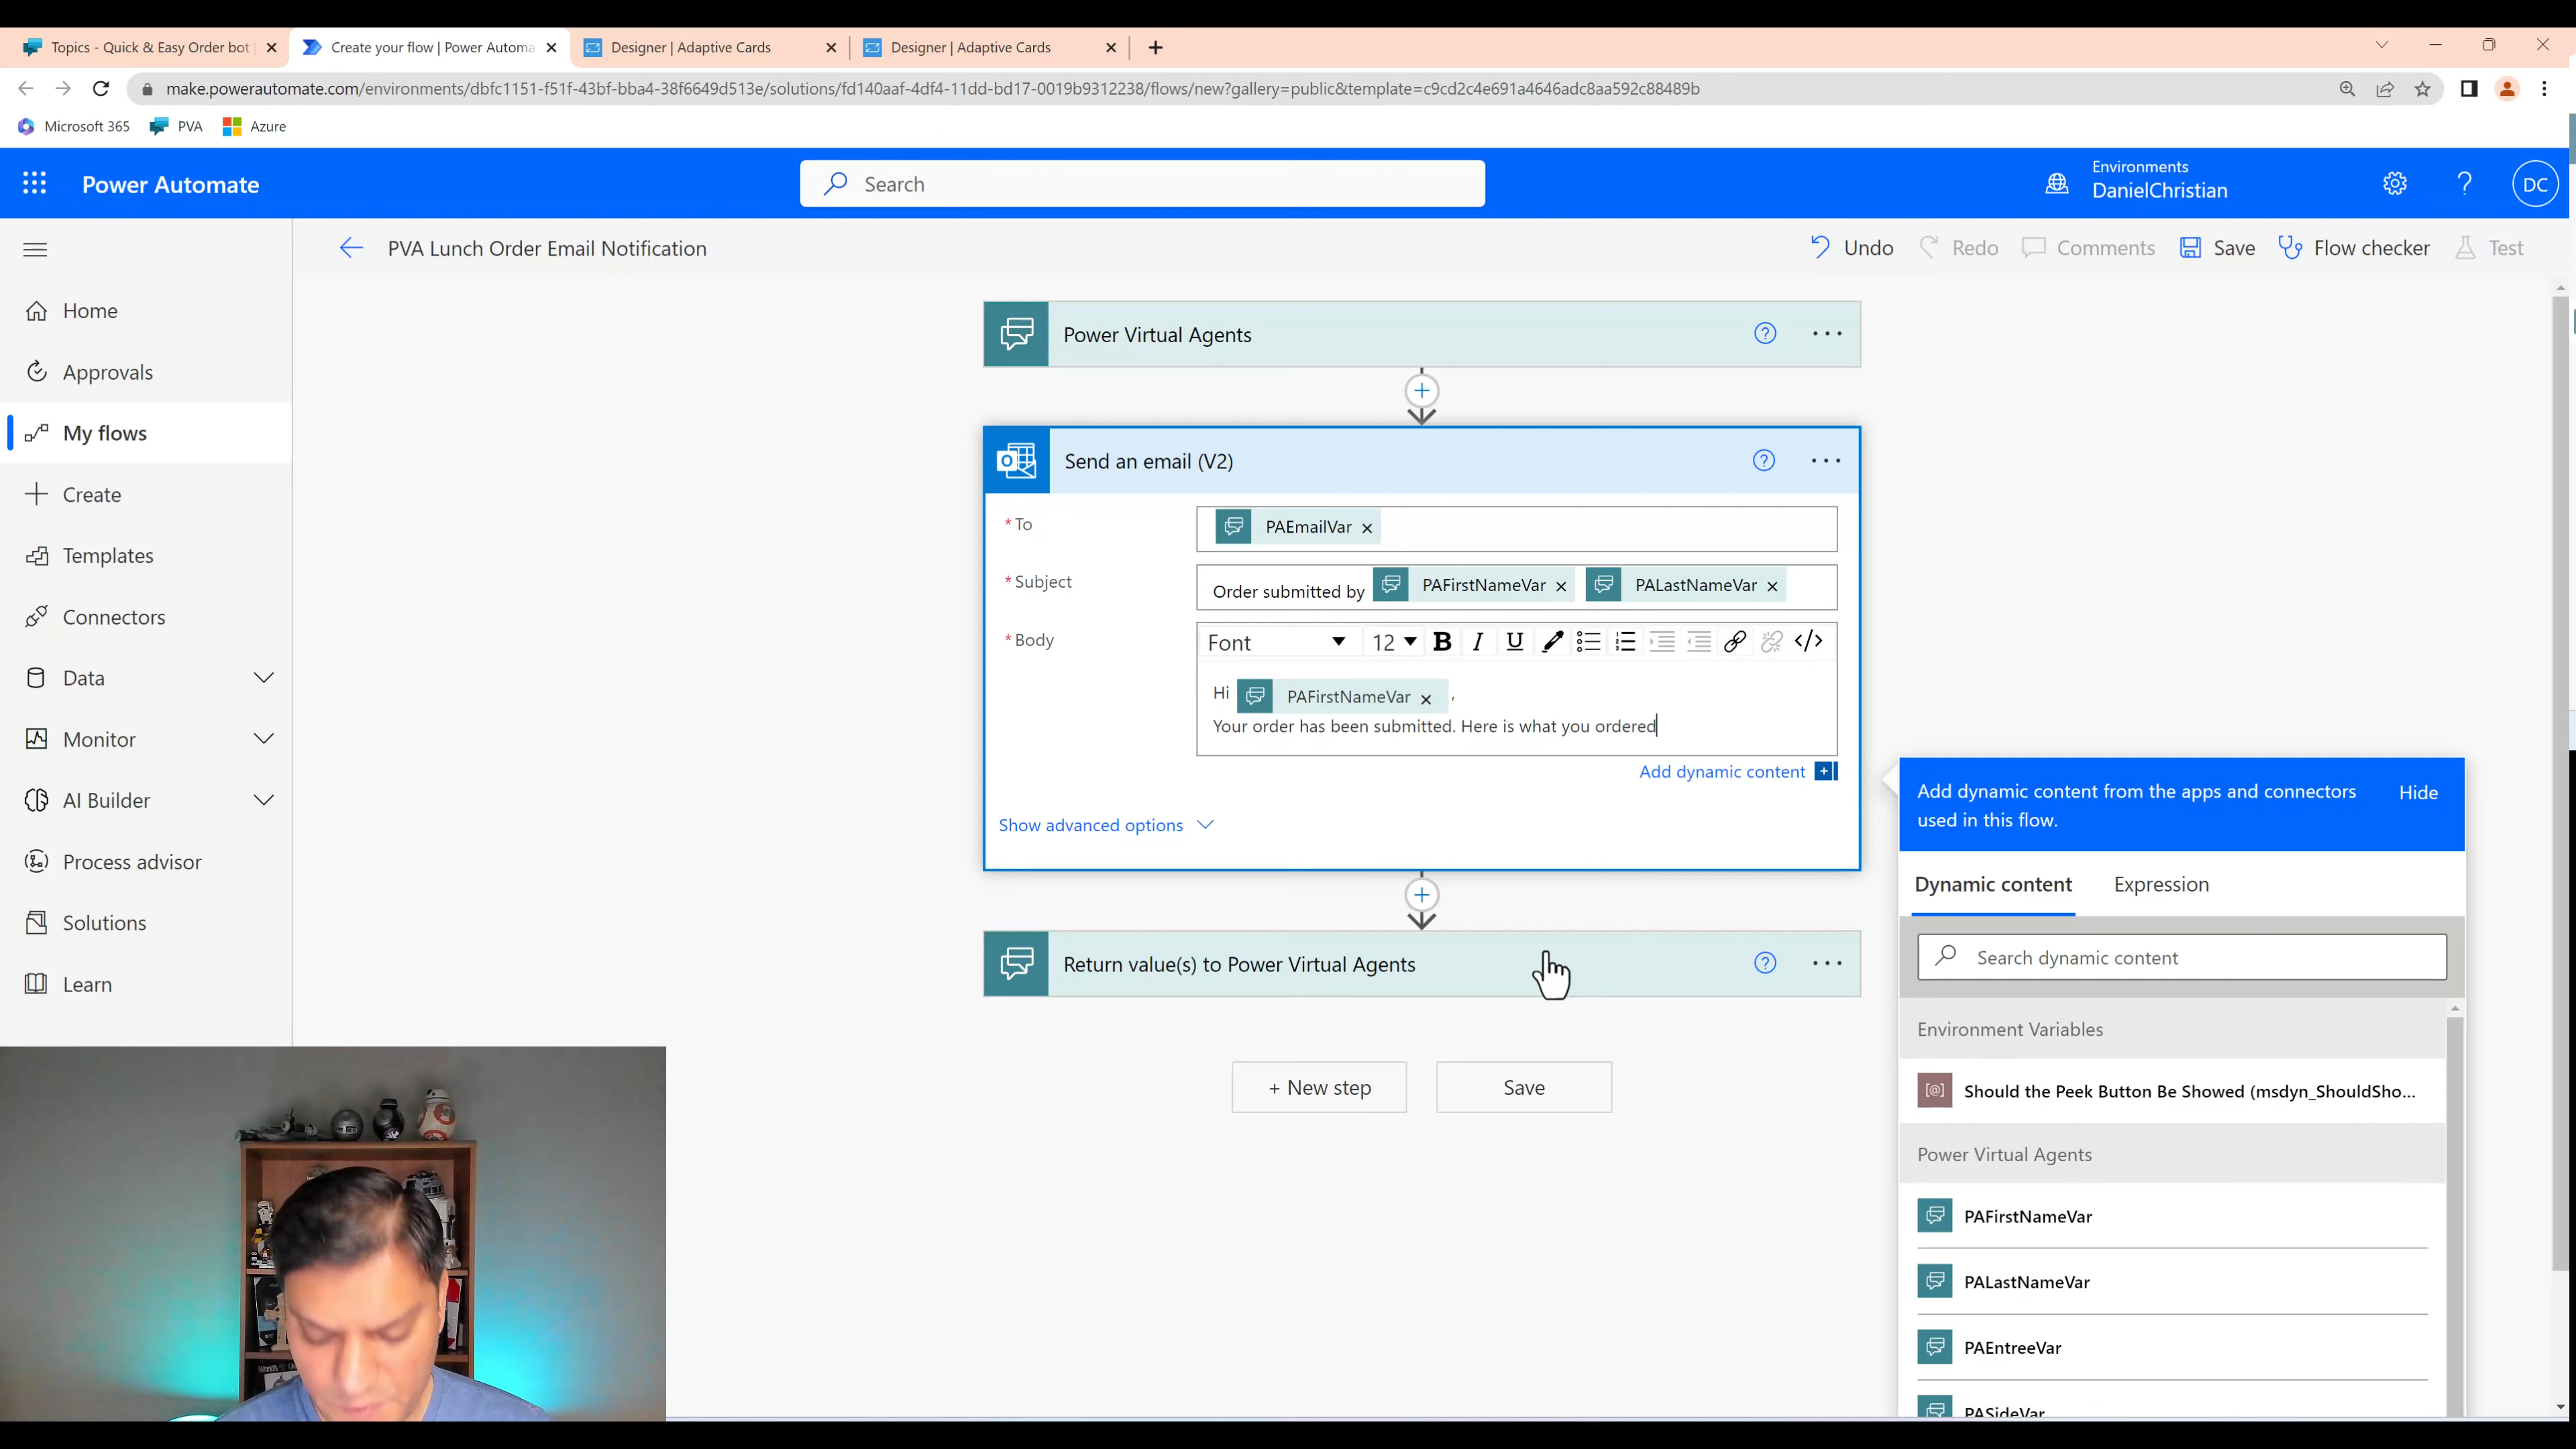 Topics - Quick & Easy Order bot
Create your flow | Power Automa
Designer | Adaptive Cards
Designer | Adaptive Cards
make.powerautomate.com/environments/dbfc1151-f51f-43bf-bba4-38f6649d513e/solutions/fd140aaf-4df4-11dd-bd17-0019b9312238/flows/new?gallery=public&template=c9cd2c4e691a4646adc8aa592c88489b
Microsoft 365
PVA
Azure
Power Automate
Search
Environments
DanielChristian
DC
PVA Lunch Order Email Notification
Undo
Redo
Comments
Save
Flow checker
Test
Home
Approvals
My flows
Create
Templates
Connectors
Data
Monitor
AI Builder
Process advisor
Solutions
Learn
Power Virtual Agents
Send an email (V2)
* To
PAEmailVar
* Subject
Order submitted by PAFirstNameVar PALastNameVar
* Body
Font 12 B I U </>
Hi PAFirstNameVar ,
Your order has been submitted. Here is what you ordered
Add dynamic content
Show advanced options
Return value(s) to Power Virtual Agents
+ New step
Save
Add dynamic content from the apps and connectors
used in this flow.
Hide
Dynamic content
Expression
Search dynamic content
Environment Variables
Should the Peek Button Be Showed (msdyn_ShouldSho...
Power Virtual Agents
PAFirstNameVar
PALastNameVar
PAEntreeVar
PASideVar